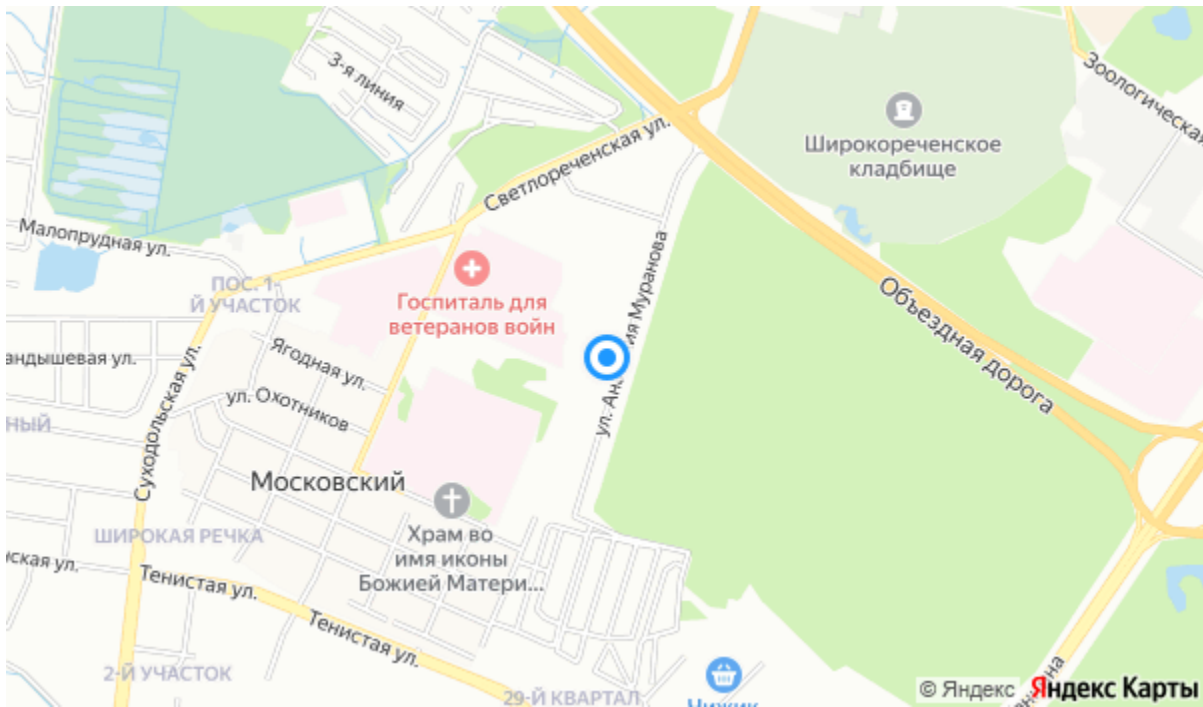 3-я линия
Зоологическая
Широкореченское
кладбище
Светлореченская ул.
Малопрудная ул.
ПОС. 1-
Й УЧАСТОК
Госпиталь для
ветеранов войн
Муранова
Объездная дорога
андышевая ул.
Ягодная ул.
ул. Охотников
НЫЙ
Суходольская ул.
ул. Ан
ия
Московский
ШИРОКАЯ РЕЧКА
Храм во
имя иконы
Божией Матери...
ская ул.
Тенистая ул.
Тенистая ул.
2-Й УЧАСТОК
29-Й КВАРТАЛ
Чижик
© Яндекс Яндекс Карты